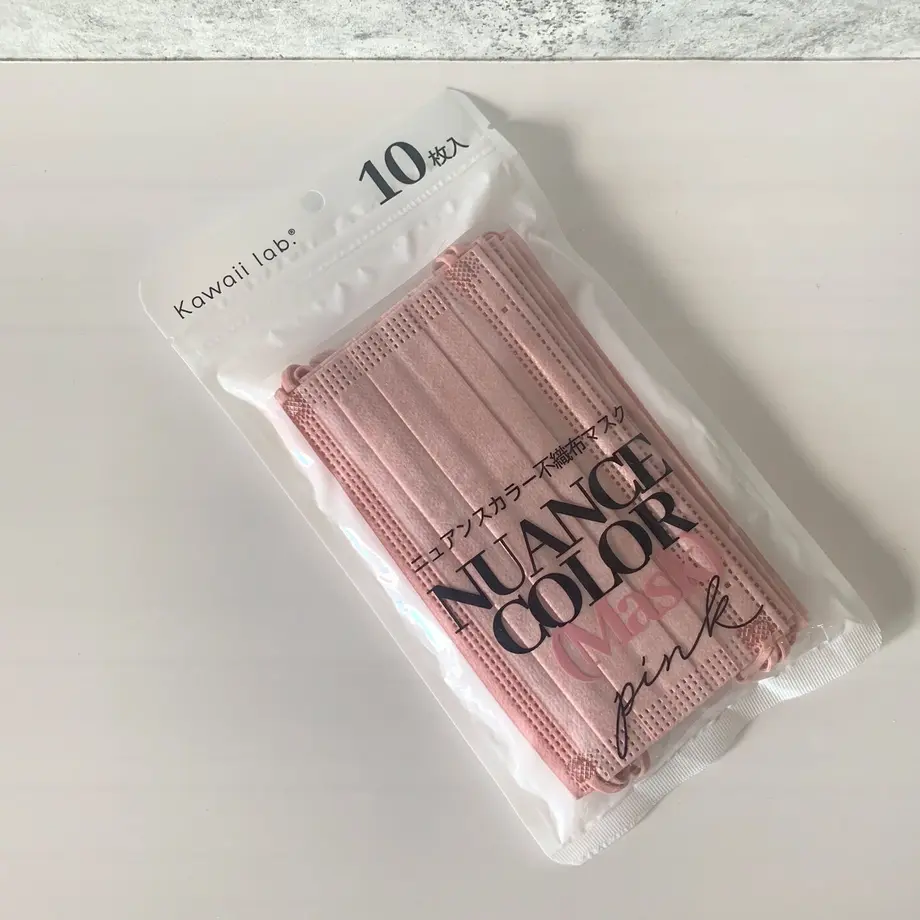 Kawaii lab.®
10枚入
ニュアンスカラー不織布マスク
NUANCE
COLOR
(Mask)
pink